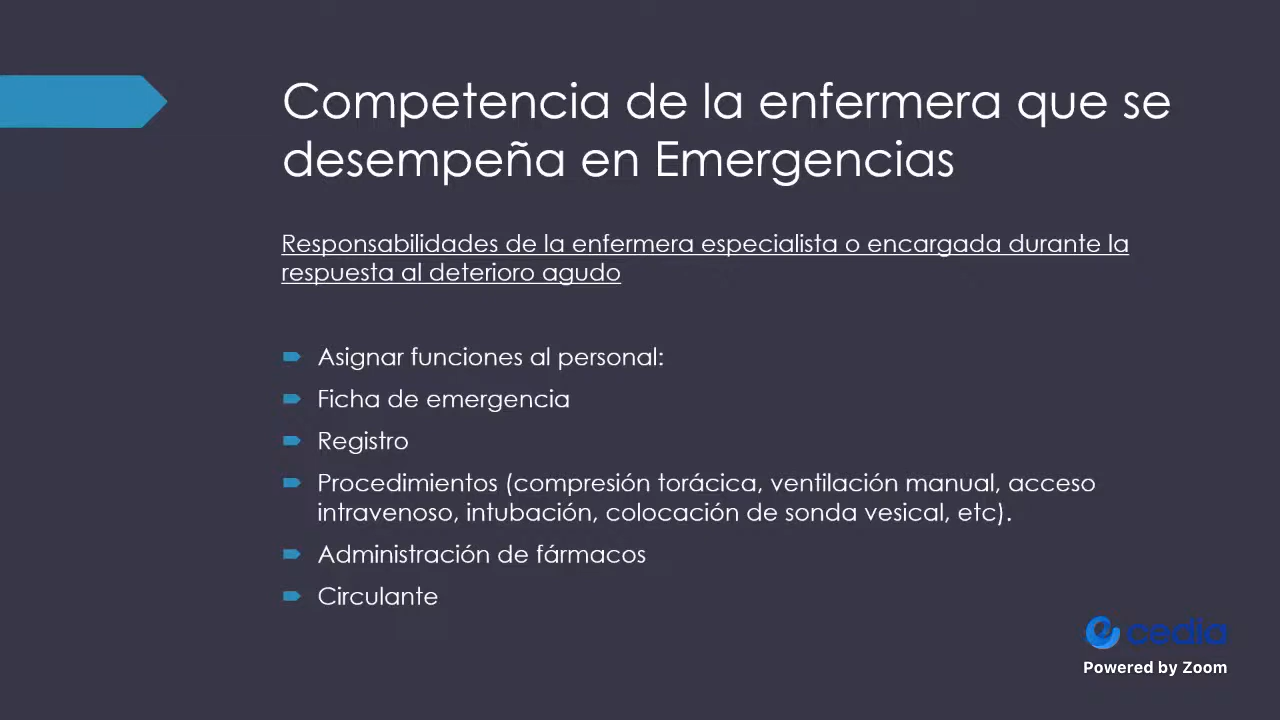 Competencia de la enfermera que se
desempeña en Emergencias
Responsabilidades de la enfermera especialista o encargada durante la
respuesta al deterioro agudo
Asignar funciones al personal:
Ficha de emergencia
Registro
Procedimientos (compresión torácica, ventilación manual, acceso
intravenoso, intubación, colocación de sonda vesical, etc).
Administración de fármacos
Circulante
cedia
Powered by Zoom